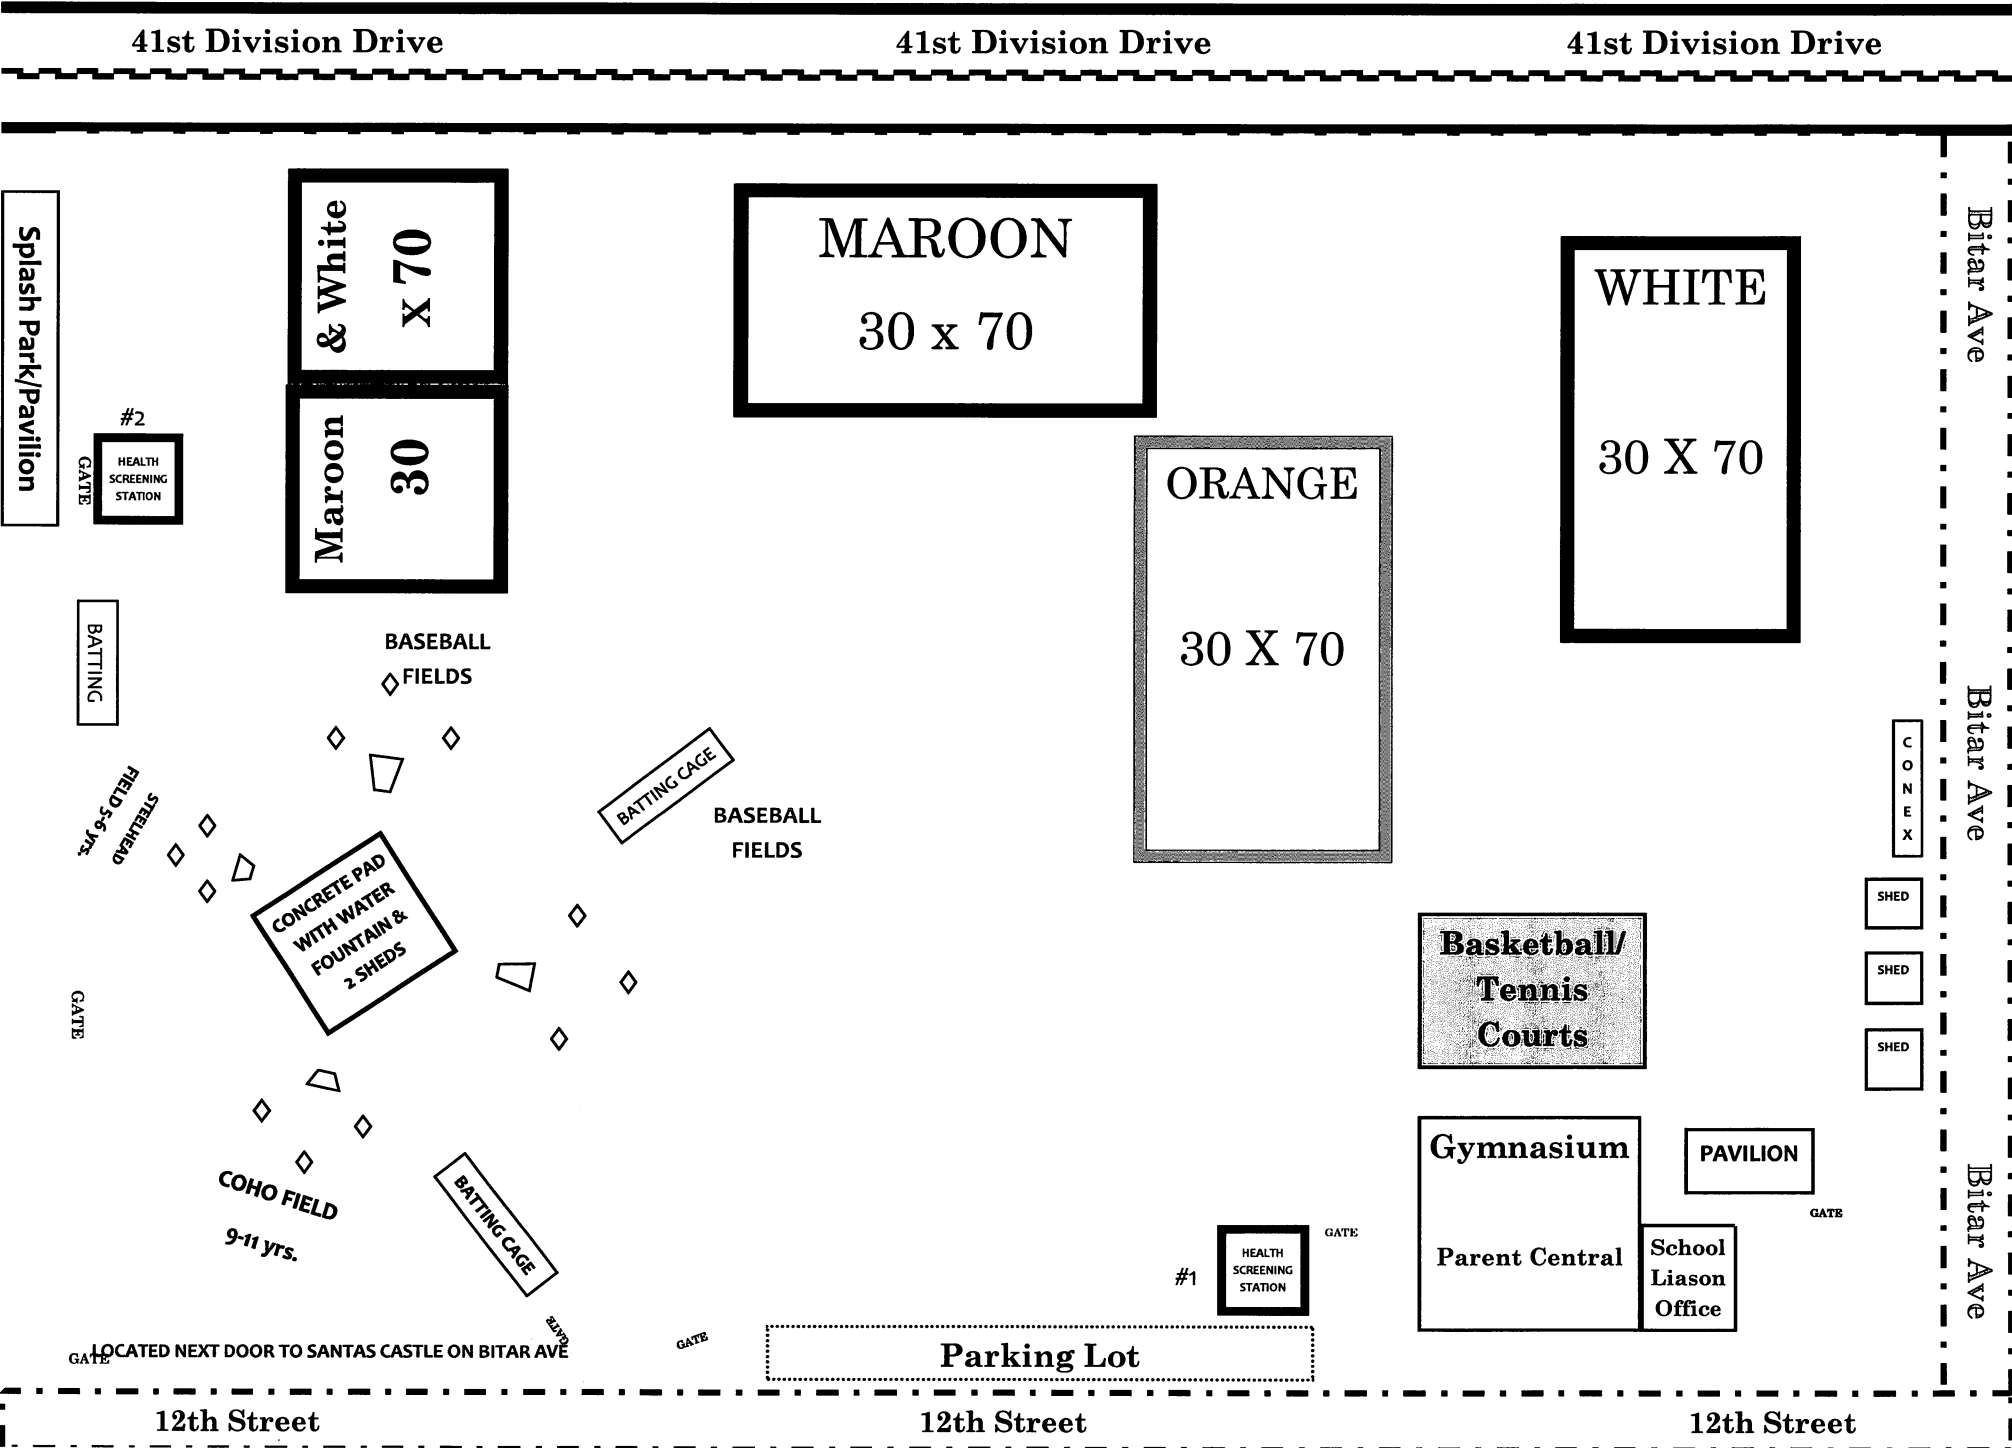 41st Division Drive
41st Division Drive
41st Division Drive
Splash Park/Pavilion
#2
HEALTH
SCREENING
STATION
GATE
Maroon & White
30 x 70
MAROON
30 x 70
ORANGE
30 X 70
WHITE
30 X 70
Bitar Ave
Bitar Ave
Bitar Ave
BATTING
BASEBALL
FIELDS
BATTING CAGE
BASEBALL
FIELDS
STEELHEAD
FIELD 5-6 yrs.
CONCRETE PAD
WITH WATER
FOUNTAIN &
2 SHEDS
GATE
CONEX
SHED
SHED
SHED
Basketball/
Tennis
Courts
COHO FIELD
9-11 yrs.
BATTING CAGE
Gymnasium
Parent Central
PAVILION
GATE
School
Liason
Office
#1
HEALTH
SCREENING
STATION
GATE
GATE
GATE
GATE
LOCATED NEXT DOOR TO SANTAS CASTLE ON BITAR AVE
Parking Lot
12th Street
12th Street
12th Street